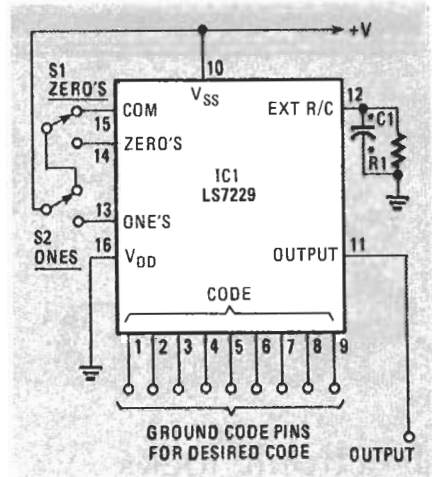 +V
S1
ZERO'S
10
VSS
12
EXT R/C
*C1
*
R1
COM
15
14
ZERO'S
IC1
LS7229
13
ONE'S
S2
ONES
16
VDD
OUTPUT
11
CODE
1 2 3 4 5 6 7 8 9
GROUND CODE PINS
FOR DESIRED CODE
OUTPUT